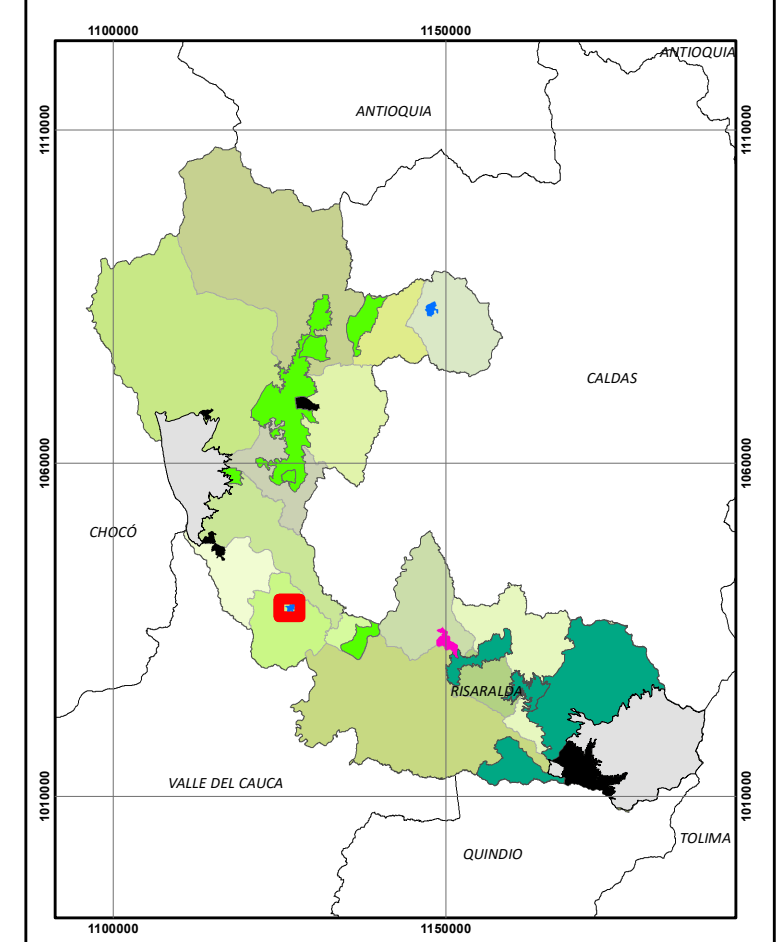 1100000 1150000
ANTIOQUIA
ANTIOQUIA
1110000 1110000
CALDAS
1060000 1060000
CHOCÓ
RISARALDA
VALLE DEL CAUCA
1010000 1010000
TOLIMA
QUINDIO
1100000 1150000